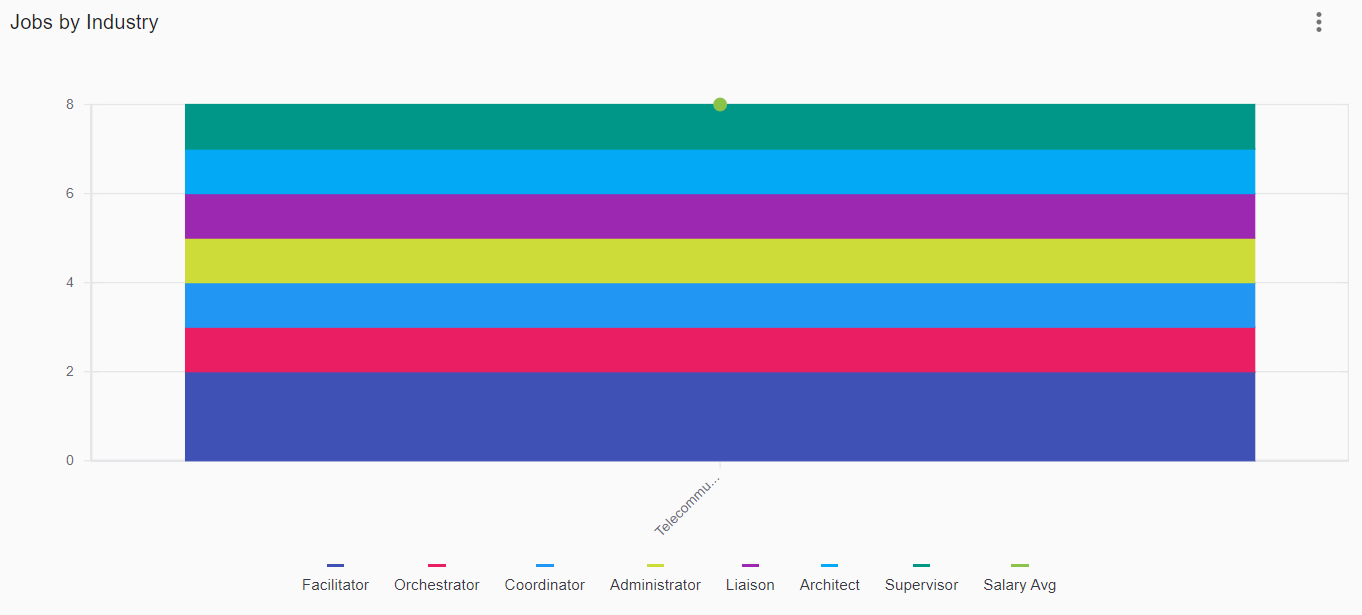 Jobs by Industry
8
6
4
2
0
Telecommu...
Facilitator Orchestrator Coordinator Administrator Liaison Architect Supervisor Salary Avg